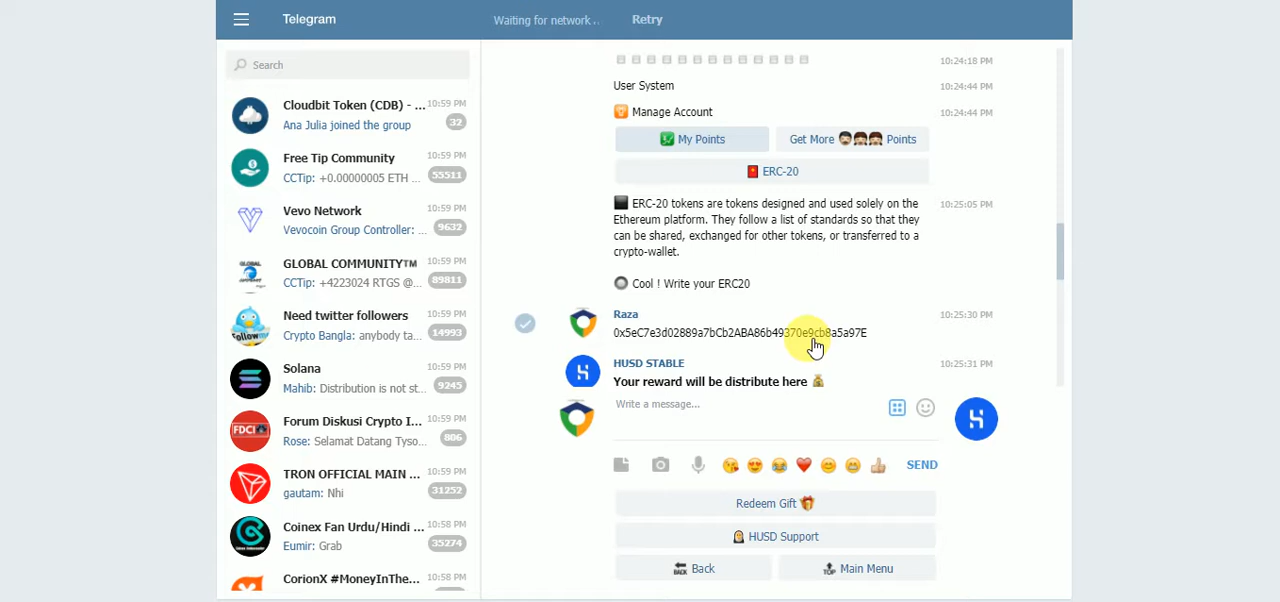 Telegram
Waiting for network..
Retry
Search
Cloudbit Token (CDB) - ... 10:59 PM
Ana Julia joined the group 32
Free Tip Community 10:59 PM
CCTip: +0.00000005 ETH ... 55511
Vevo Network 10:59 PM
Vevocoin Group Controller: ... 9632
GLOBAL COMMUNITY™ 10:59 PM
CCTip: +4223024 RTGS @... 89811
Need twitter followers 10:59 PM
Crypto Bangla: anybody ta... 14993
Solana 10:59 PM
Mahib: Distribution is not st... 9245
Forum Diskusi Crypto I... 10:59 PM
Rose: Selamat Datang Tyso... 806
TRON OFFICIAL MAIN ... 10:59 PM
gautam: Nhi 31252
Coinex Fan Urdu/Hindi ... 10:58 PM
Eumir: Grab 35274
CorionX #MoneyInThe... 10:58 PM
10:24:18 PM
User System 10:24:44 PM
Manage Account 10:24:44 PM
My Points
Get More Points
ERC-20
ERC-20 tokens are tokens designed and used solely on the 10:25:05 PM
Ethereum platform. They follow a list of standards so that they
can be shared, exchanged for other tokens, or transferred to a
crypto-wallet.
Cool ! Write your ERC20
Raza 10:25:30 PM
0x5eC7e3d02889a7bCb2ABA86b49370e9cb8a5a97E
HUSD STABLE 10:25:31 PM
Your reward will be distribute here
Write a message...
SEND
Redeem Gift
HUSD Support
BACK Back
TOP Main Menu